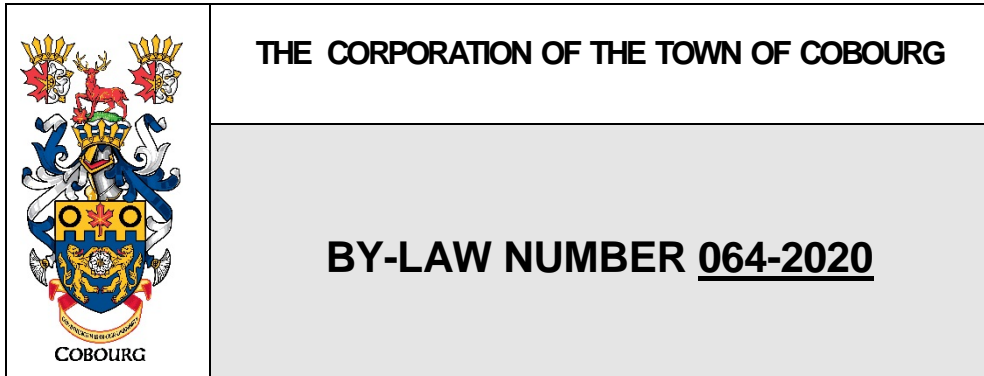 THE CORPORATION OF THE TOWN OF COBOURG
BY-LAW NUMBER 064-2020
COBOURG